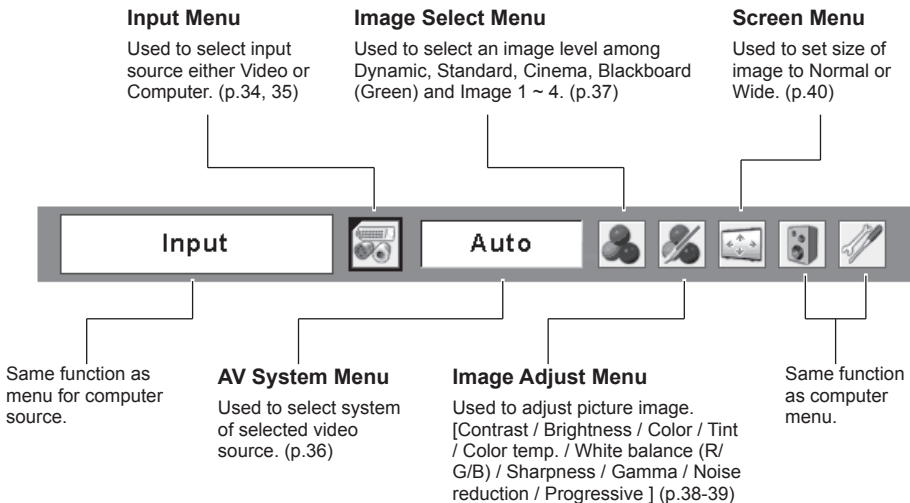 Input Menu
Used to select input
source either Video or
Computer. (p.34, 35)
Image Select Menu
Used to select an image level among
Dynamic, Standard, Cinema, Blackboard
(Green) and Image 1 ~ 4. (p.37)
Screen Menu
Used to set size of
image to Normal or
Wide. (p.40)
Input
Auto
Same function as
menu for computer
source.
AV System Menu
Used to select system
of selected video
source. (p.36)
Image Adjust Menu
Used to adjust picture image.
[Contrast / Brightness / Color / Tint
/ Color temp. / White balance (R/
G/B) / Sharpness / Gamma / Noise
reduction / Progressive ] (p.38-39)
Same function
as computer
menu.